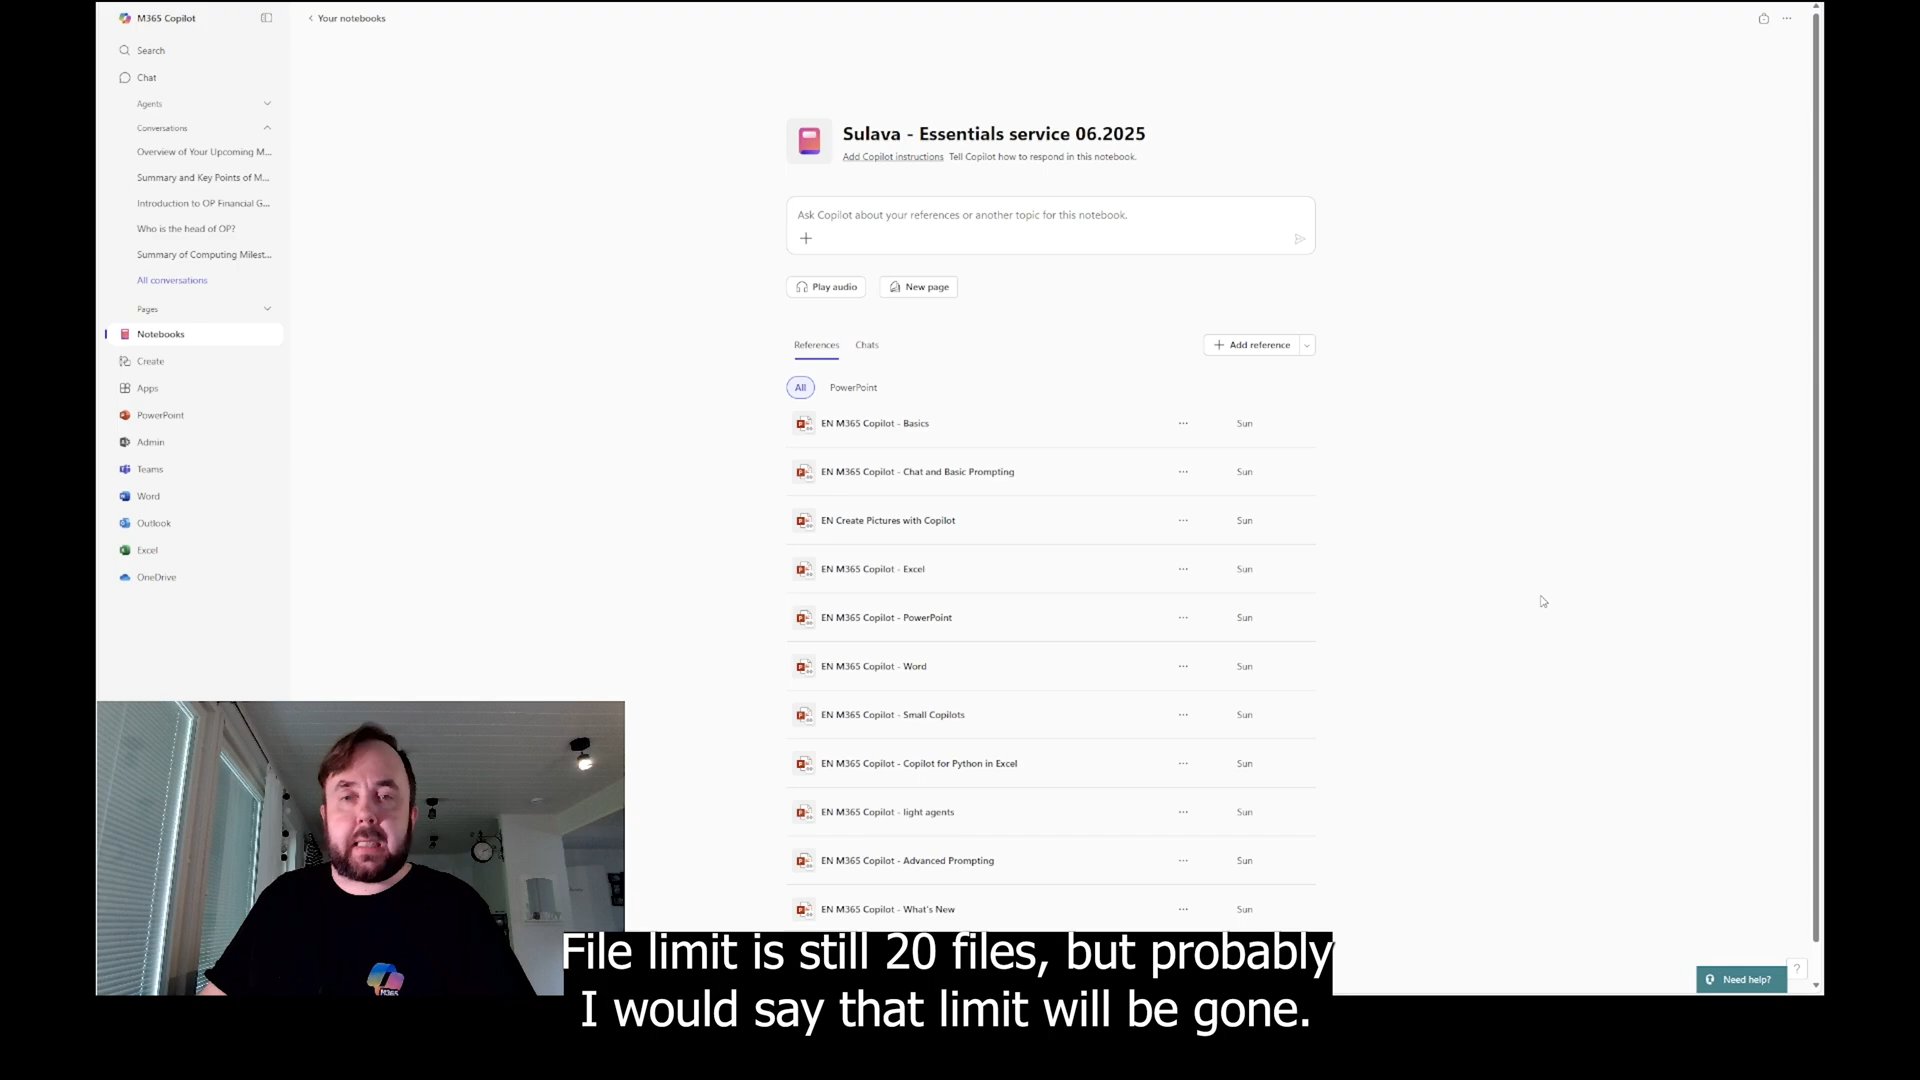 M365 Copilot
Search
Chat
Agents
Conversations
Overview of Your Upcoming M...
Summary and Key Points of M...
Introduction to OP Financial G...
Who is the head of OP?
Summary of Computing Milest...
All conversations
Pages
Notebooks
Create
Apps
PowerPoint
Admin
Teams
Word
Outlook
Excel
OneDrive
Your notebooks
Sulava - Essentials service 06.2025
Add Copilot instructions Tell Copilot how to respond in this notebook.
Ask Copilot about your references or another topic for this notebook.
Play audio New page
References Chats Add reference
All PowerPoint
EN M365 Copilot - Basics Sun
EN M365 Copilot - Chat and Basic Prompting Sun
EN Create Pictures with Copilot Sun
EN M365 Copilot - Excel Sun
EN M365 Copilot - PowerPoint Sun
EN M365 Copilot - Word Sun
EN M365 Copilot - Small Copilots Sun
EN M365 Copilot - Copilot for Python in Excel Sun
EN M365 Copilot - light agents Sun
EN M365 Copilot - Advanced Prompting Sun
EN M365 Copilot - What's New Sun
Need help?
?
M365
File limit is still 20 files, but probably
I would say that limit will be gone.